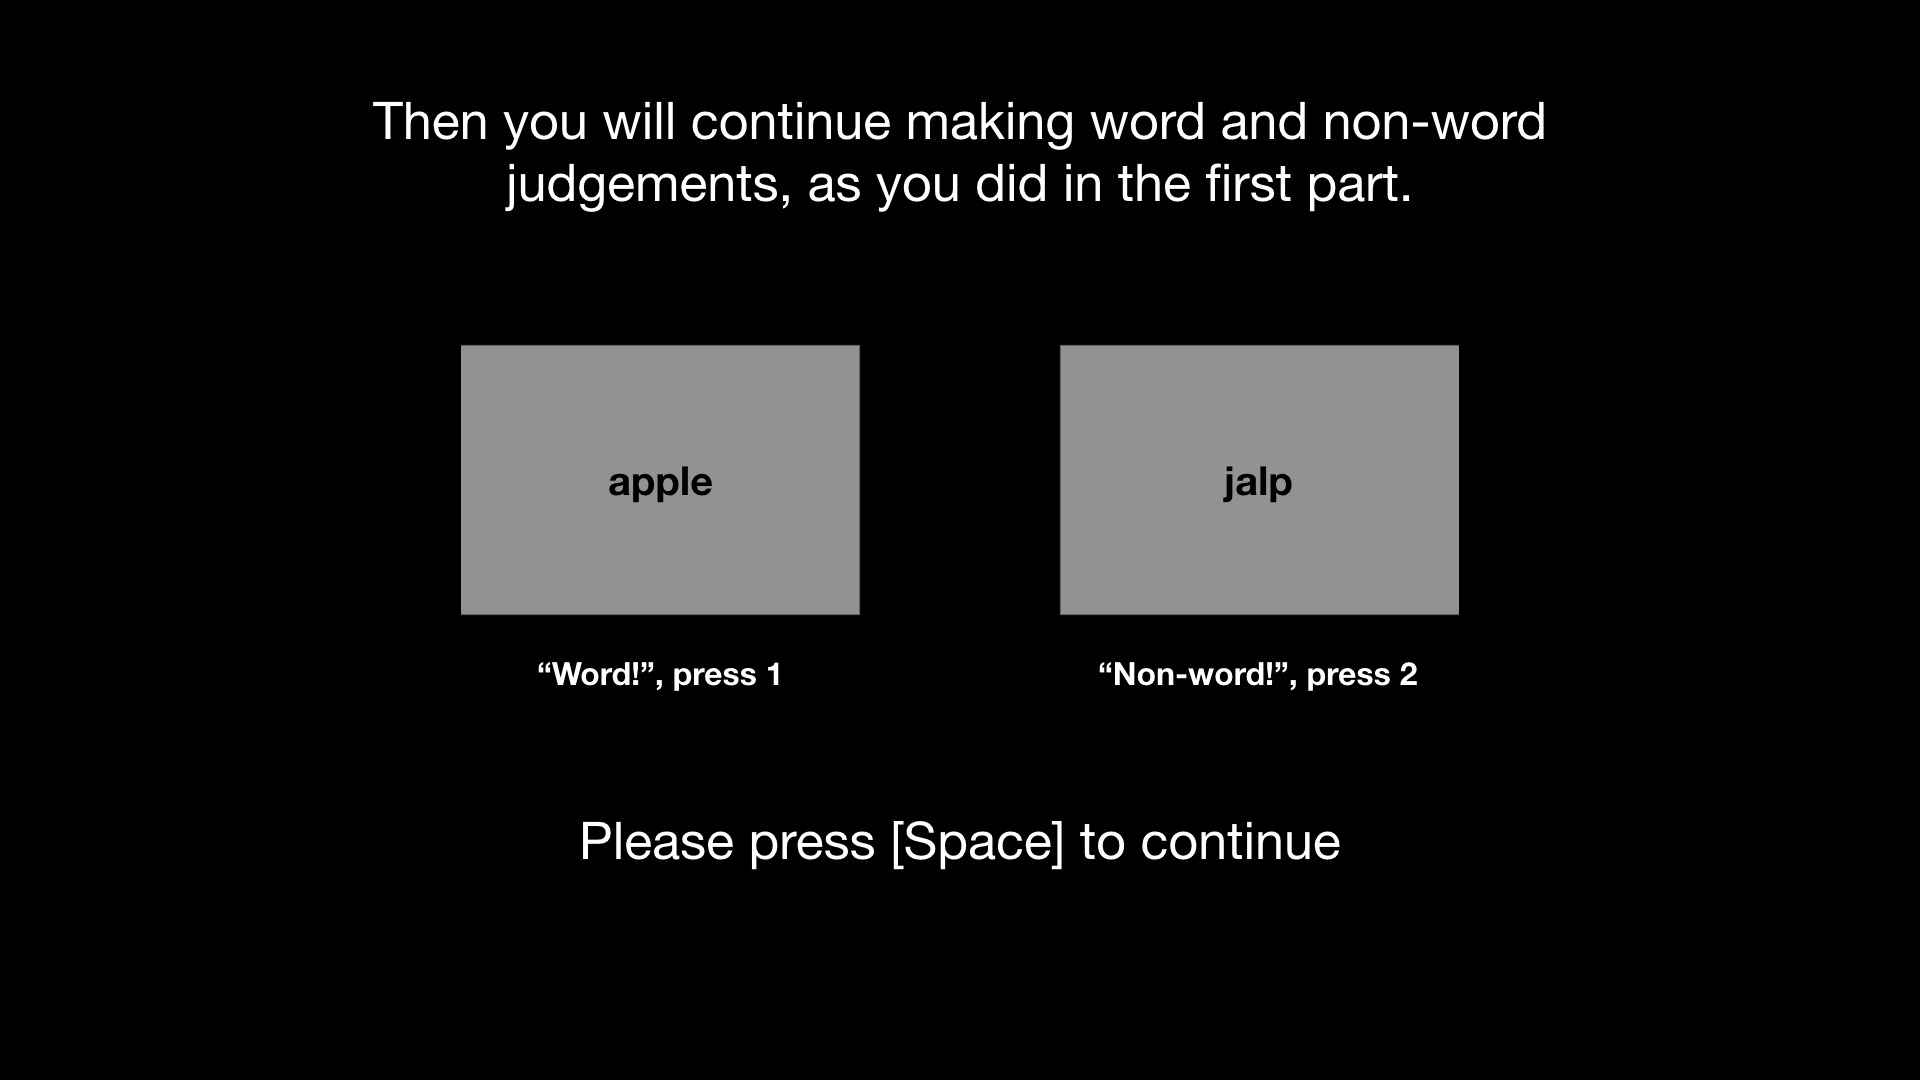 Then you will continue making word and non-word
judgements, as you did in the first part.
apple
jalp
“Word!”, press 1
“Non-word!”, press 2
Please press [Space] to continue